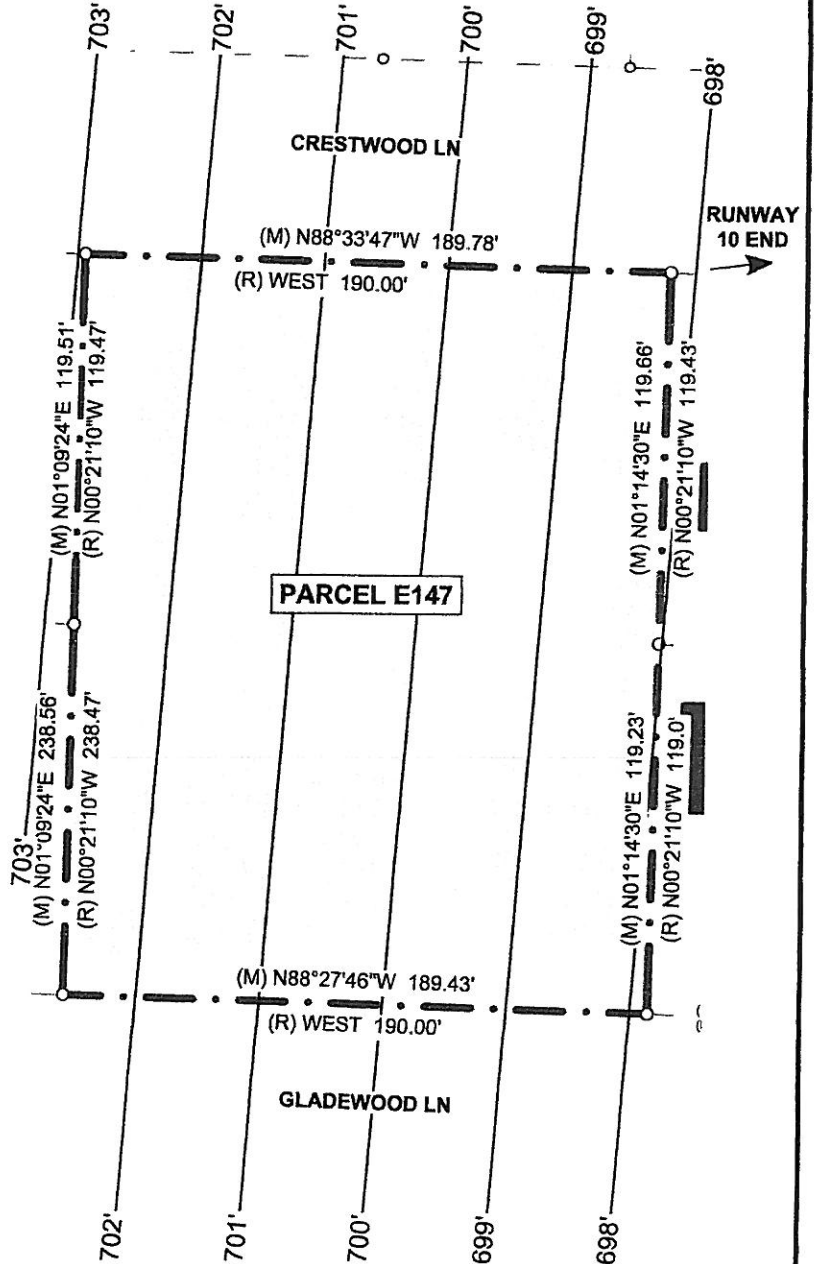 703'
702'
701'
700'
699'
698'
CRESTWOOD LN
RUNWAY
10 END
(M) N88°33'47"W 189.78'
(R) WEST 190.00'
(M) N01°09'24"E 119.51'
(R) N00°21'10"W 119.47'
(M) N01°14'30"E 119.66'
(R) N00°21'10"W 119.43'
PARCEL E147
703'
(M) N01°09'24"E 238.56'
(R) N00°21'10"W 238.47'
(M) N01°14'30"E 119.23'
(R) N00°21'10"W 119.0'
(M) N88°27'46"W 189.43'
(R) WEST 190.00'
GLADEWOOD LN
702'
701'
700'
699'
698'